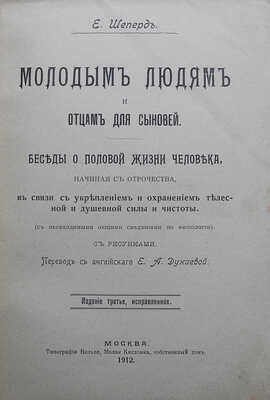 Е. Шепердъ.
МОЛОДЫМЪ ЛЮДЯМЪ
И
ОТЦАМЪ ДЛЯ СЫНОВЕЙ.
БЕСѢДЫ О ПОЛОВОЙ ЖИЗНИ ЧЕЛОВѢКА,
НАЧИНАЯ СЪ ОТРОЧЕСТВА,
въ связи съ укрѣпленіемъ и охраненіемъ тѣлес-
ной и душевной силы и чистоты.
(съ необходимыми общими свѣдѣніями по физіологіи).
СЪ РИСУНКАМИ.
Переводъ съ англійскаго Е. А. Дунаевой.
Изданіе третье, исправленное.
МОСКВА.
Типографія Вильде, Малая Кисловка, собственный домъ.
1912.